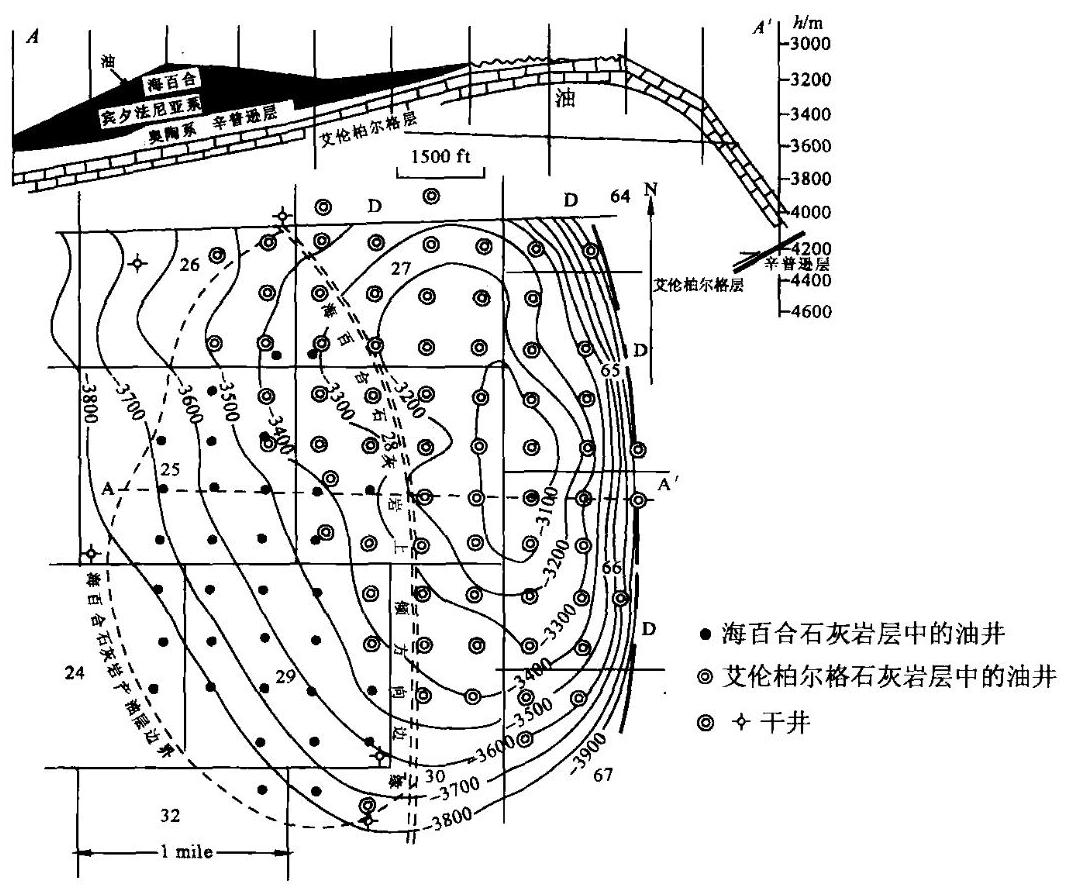 A
A'
h/m
油
海百合
宾夕法尼亚系
奥陶系 辛普逊层
艾伦柏尔格层
油
1500 ft
-3000
-3200
-3400
-3600
-3800
-4000
-4200
-4400
-4600
辛普逊层
艾伦柏尔格层
N
D
D
64
26
27
D
65
-3800
-3700
-3600
-3500
-3400
-3300
-3200
28
25
A
A'
-3100
-3200
66
-3300
D
24
29
-3400
-3500
-3600
-3700
-3800
-3900
30
67
32
1 mile
海百合石灰岩上倾方向边缘
海百合石灰岩产油层边界
海百合石灰岩层中的油井
艾伦柏尔格石灰岩层中的油井
干井